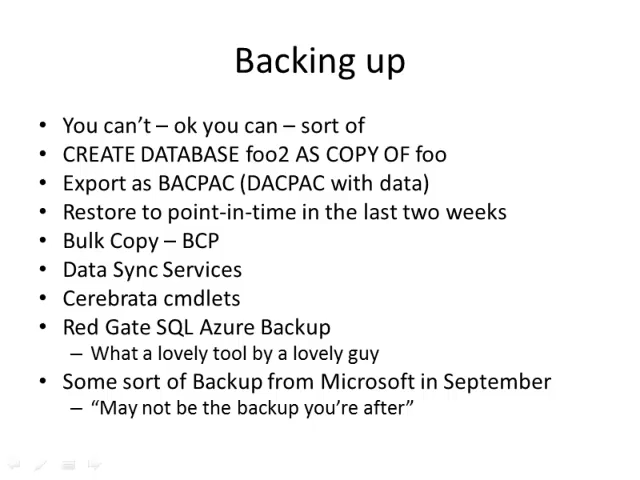 Backing up
• You can’t – ok you can – sort of
• CREATE DATABASE foo2 AS COPY OF foo
• Export as BACPAC (DACPAC with data)
• Restore to point-in-time in the last two weeks
• Bulk Copy – BCP
• Data Sync Services
• Cerebrata cmdlets
• Red Gate SQL Azure Backup
– What a lovely tool by a lovely guy
• Some sort of Backup from Microsoft in September
– “May not be the backup you’re after”